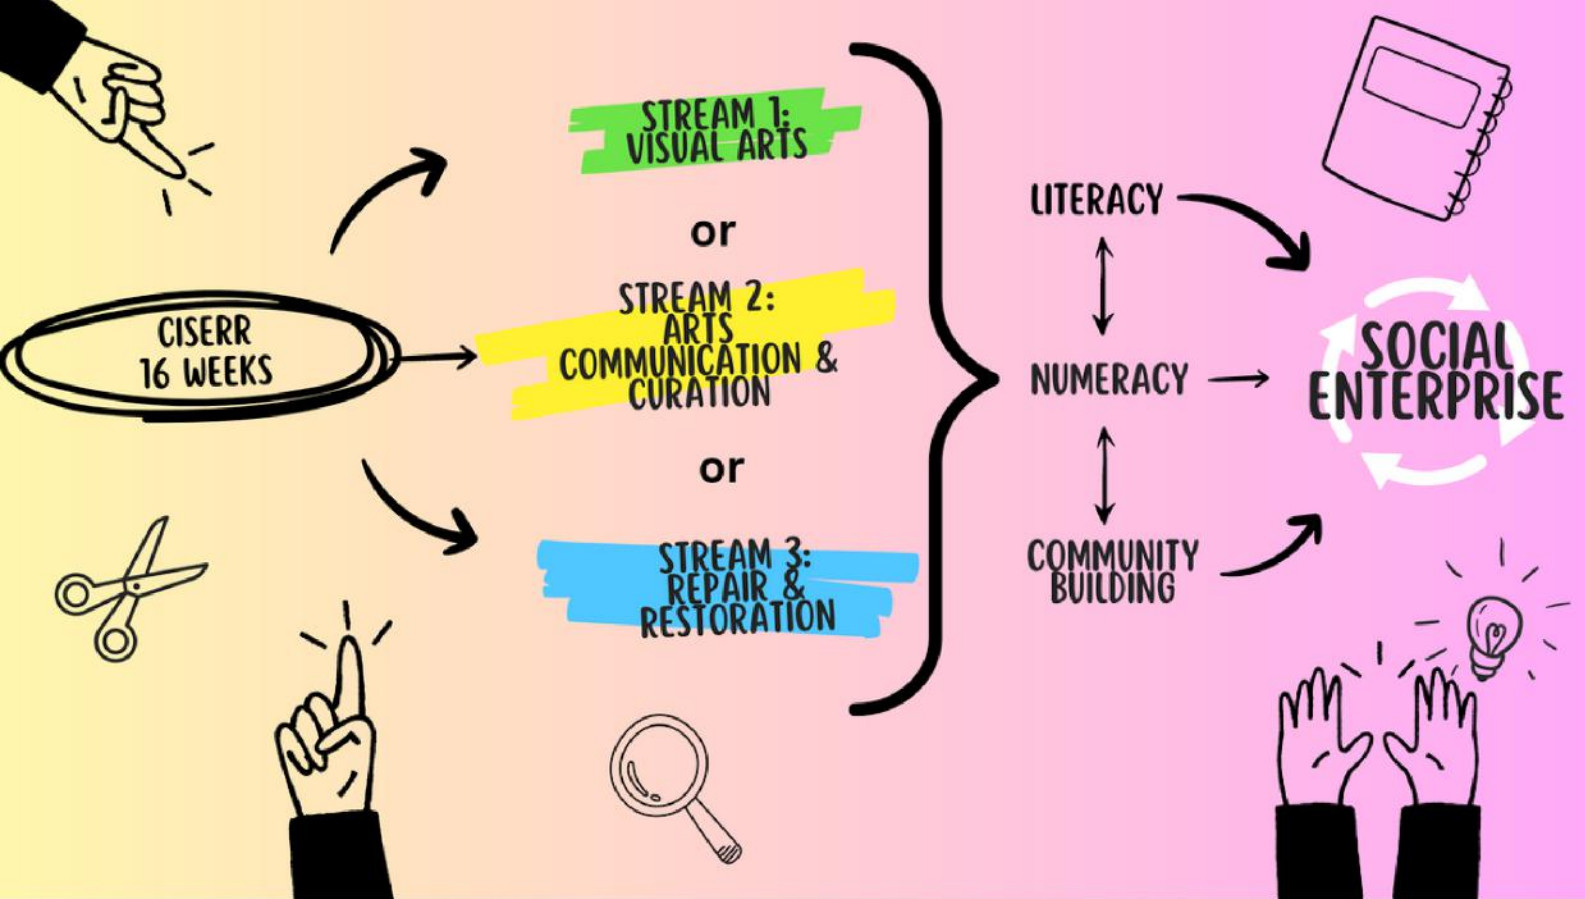 CISERR
16 WEEKS
STREAM 1:
VISUAL ARTS
or
STREAM 2:
ARTS
COMMUNICATION &
CURATION
or
STREAM 3:
REPAIR &
RESTORATION
LITERACY
NUMERACY
COMMUNITY
BUILDING
SOCIAL
ENTERPRISE